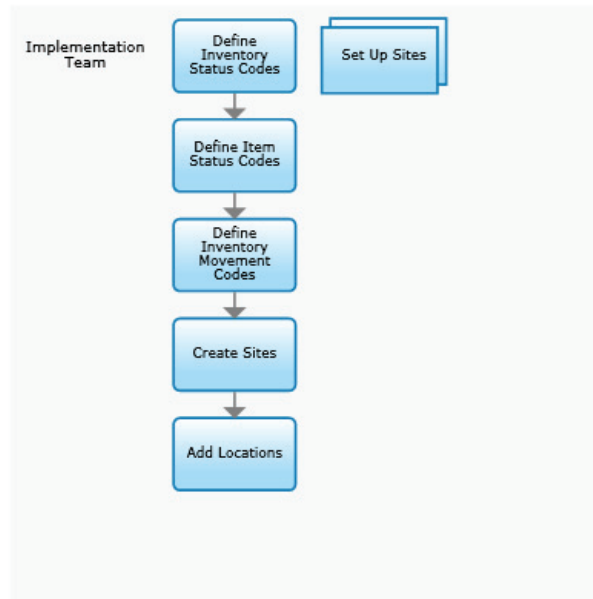 Implementation
Team
Define
Inventory
Status Codes
Set Up Sites
Define Item
Status Codes
Define
Inventory
Movement
Codes
Create Sites
Add Locations